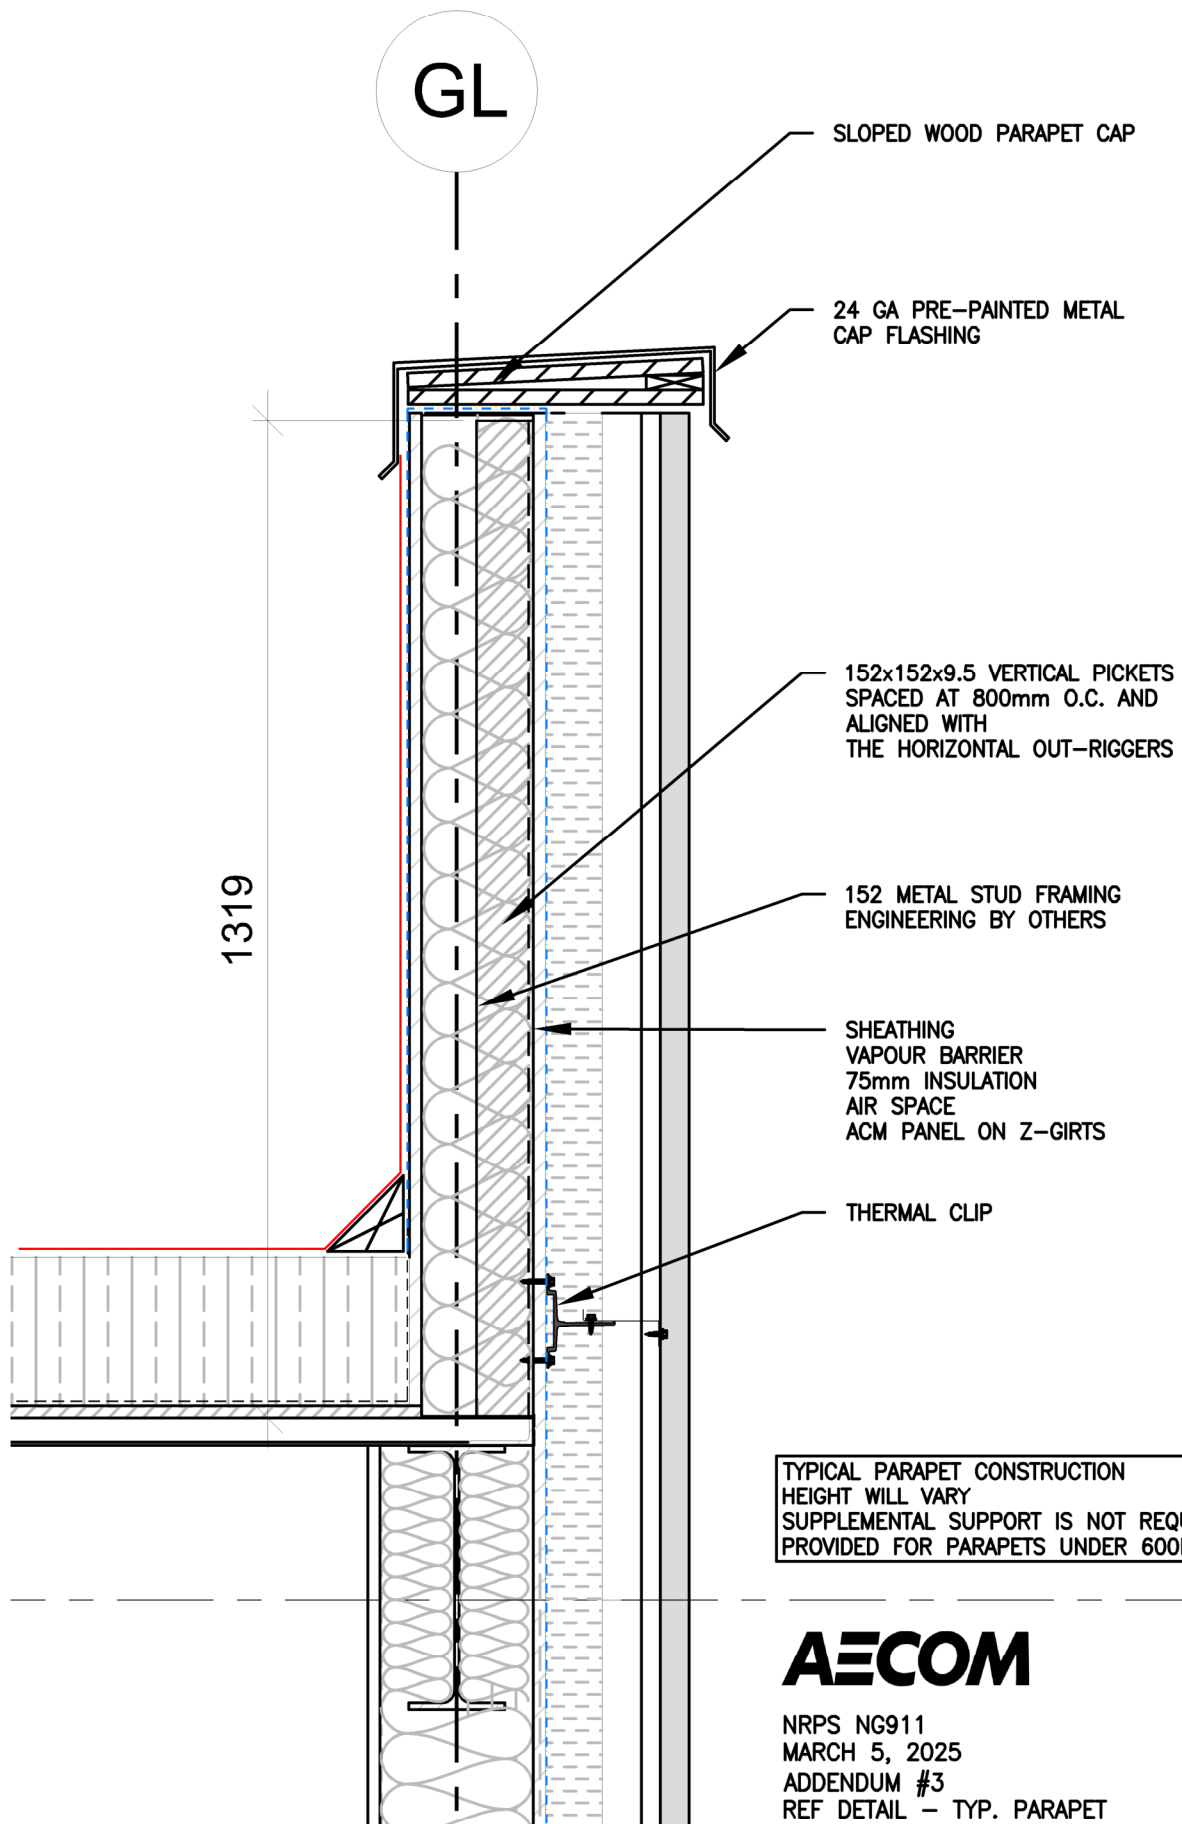 GL
SLOPED WOOD PARAPET CAP
24 GA PRE-PAINTED METAL
CAP FLASHING
152x152x9.5 VERTICAL PICKETS
SPACED AT 800mm O.C. AND
ALIGNED WITH
THE HORIZONTAL OUT-RIGGERS
1319
152 METAL STUD FRAMING
ENGINEERING BY OTHERS
SHEATHING
VAPOUR BARRIER
75mm INSULATION
AIR SPACE
ACM PANEL ON Z-GIRTS
THERMAL CLIP
TYPICAL PARAPET CONSTRUCTION
HEIGHT WILL VARY
SUPPLEMENTAL SUPPORT IS NOT
PROVIDED FOR PARAPETS UNDER
AECOM
NRPS NG911
MARCH 5, 2025
ADDENDUM #3
REF DETAIL - TYP. PARAPET